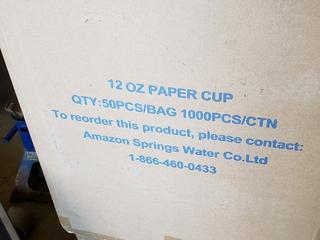 12 OZ PAPER CUP
QTY:50PCS/BAG 1000PCS/CTN
To reorder this product, please contact:
Amazon Springs Water Co.Ltd
1-866-460-0433